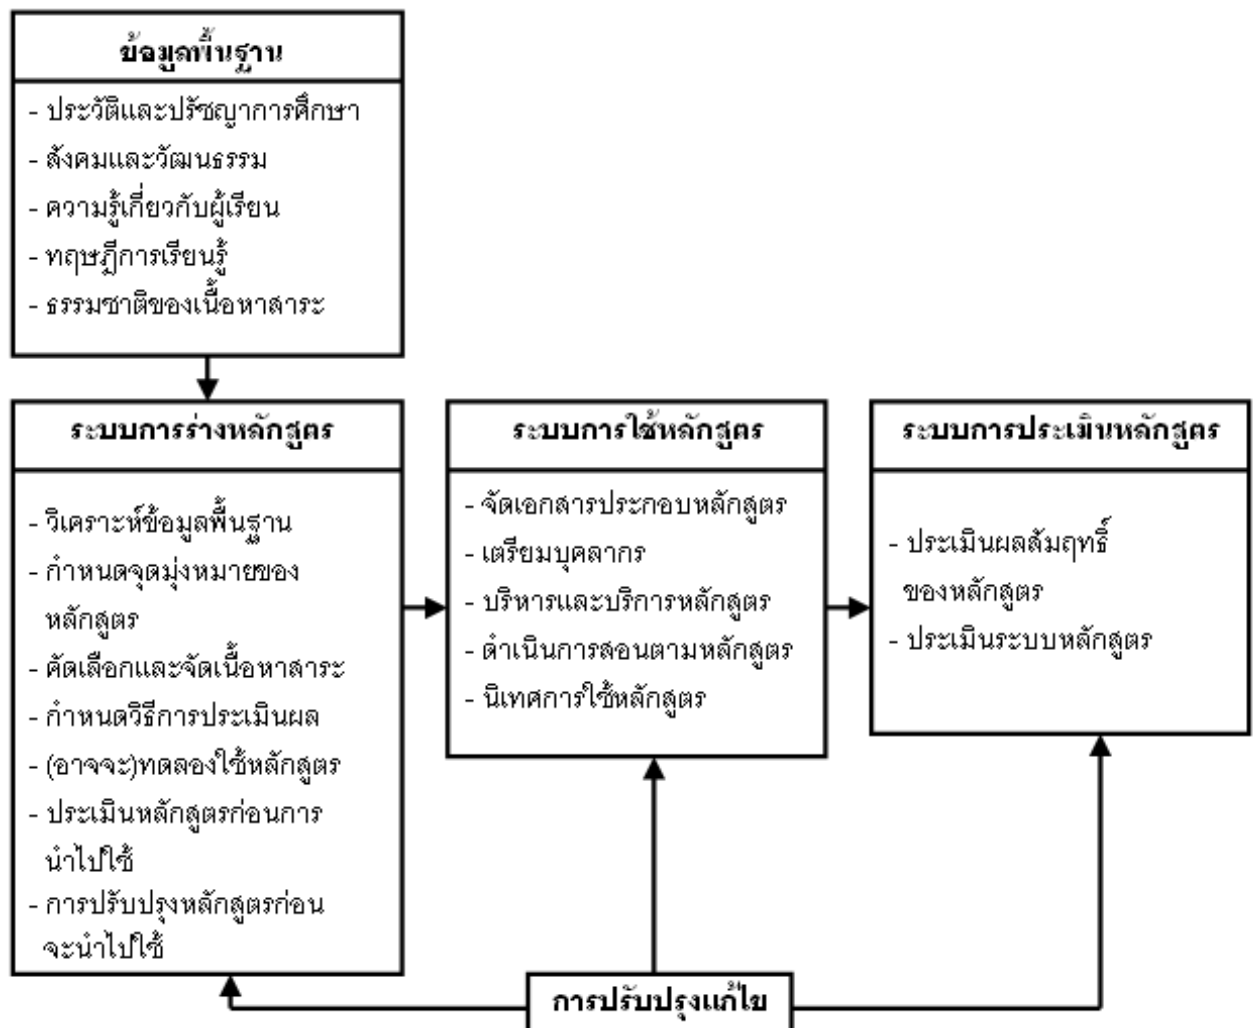 ข้อมูลพื้นฐาน
- ประวัติและปรัชญาการศึกษา
- สังคมและวัฒนธรรม
- ความรู้เกี่ยวกับผู้เรียน
- ทฤษฎีการเรียนรู้
- ธรรมชาติของเนื้อหาสาระ
ระบบการร่างหลักสูตร
- วิเคราะห์ข้อมูลพื้นฐาน
- กำหนดจุดมุ่งหมายของ
หลักสูตร
- คัดเลือกและจัดเนื้อหาสาระ
- กำหนดวิธีการประเมินผล
- (อาจจะ)ทดลองใช้หลักสูตร
- ประเมินหลักสูตรก่อนการ
นำไปใช้
- การปรับปรุงหลักสูตรก่อน
จะนำไปใช้
ระบบการใช้หลักสูตร
- จัดเอกสารประกอบหลักสูตร
- เตรียมบุคลากร
- บริหารและบริการหลักสูตร
- ดำเนินการสอนตามหลักสูตร
- นิเทศการใช้หลักสูตร
ระบบการประเมินหลักสูตร
- ประเมินผลสัมฤทธิ์
ของหลักสูตร
- ประเมินระบบหลักสูตร
การปรับปรุงแก้ไข